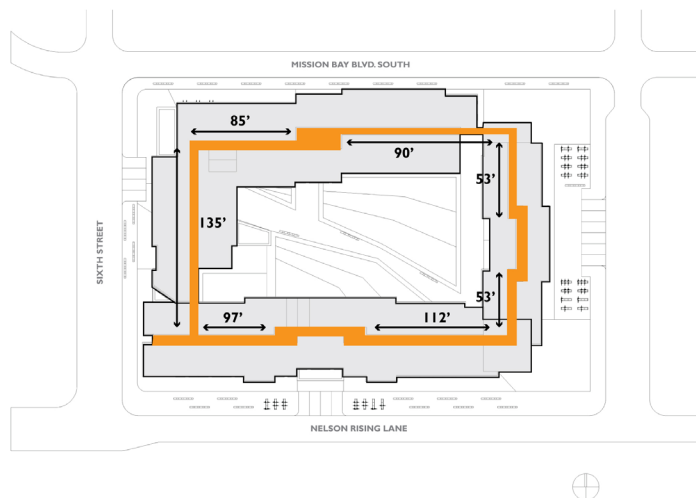 MISSION BAY BLVD. SOUTH
85'
90'
53'
135'
SIXTH STREET
53'
97'
112'
NELSON RISING LANE